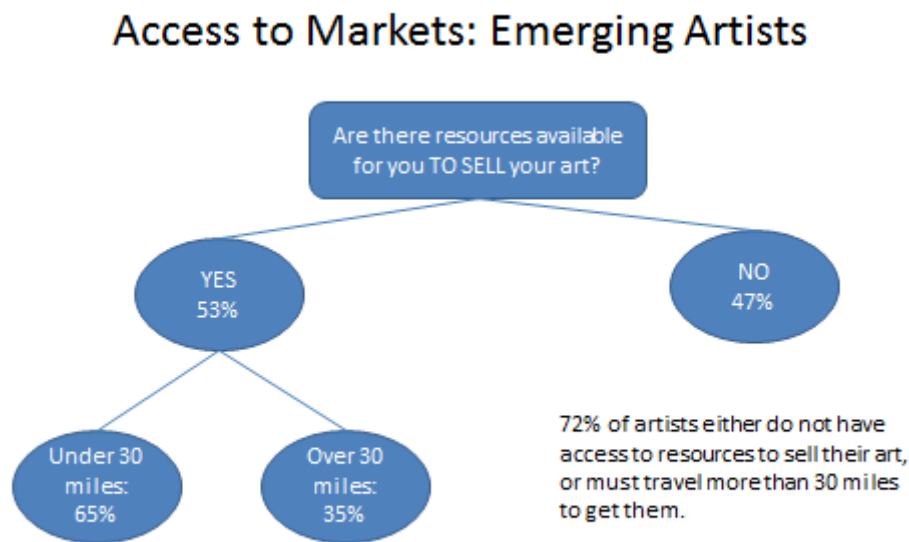 Access to Markets: Emerging Artists
Are there resources available
for you TO SELL your art?
YES
53%
NO
47%
Under 30
miles:
65%
Over 30
miles:
35%
72% of artists either do not have
access to resources to sell their art,
or must travel more than 30 miles
to get them.